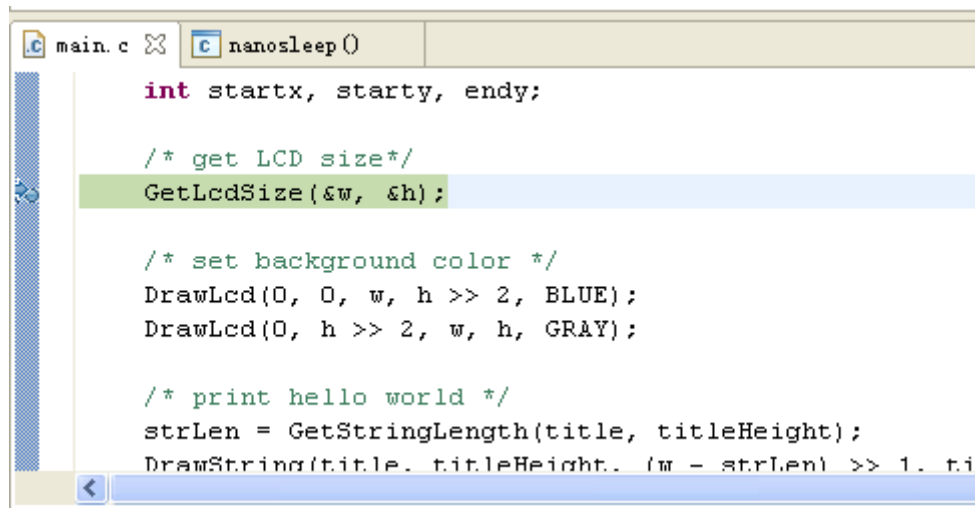 main.c nanosleep()
int startx, starty, endy;
/* get LCD size*/
GetLcdSize(&w, &h);
/* set background color */
DrawLcd(0, 0, w, h >> 2, BLUE);
DrawLcd(0, h >> 2, w, h, GRAY);
/* print hello world */
strLen = GetStringLength(title, titleHeight);
DrawString(title, titleHeight, (w - strLen) >> 1, ti